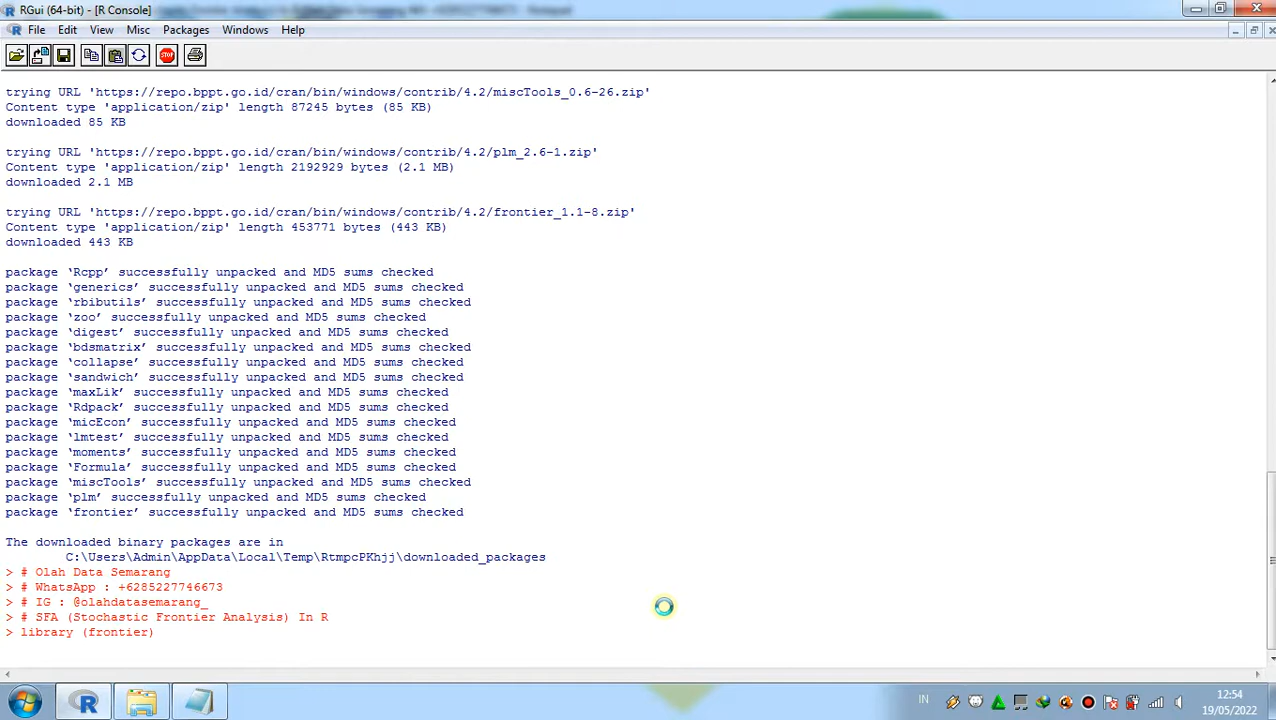 RGui (64-bit) - [R Console]
File Edit View Misc Packages Windows Help
STOP
trying URL 'https://repo.bppt.go.id/cran/bin/windows/contrib/4.2/miscTools_0.6-26.zip'
Content type 'application/zip' length 87245 bytes (85 KB)
downloaded 85 KB
trying URL 'https://repo.bppt.go.id/cran/bin/windows/contrib/4.2/plm_2.6-1.zip'
Content type 'application/zip' length 2192929 bytes (2.1 MB)
downloaded 2.1 MB
trying URL 'https://repo.bppt.go.id/cran/bin/windows/contrib/4.2/frontier_1.1-8.zip'
Content type 'application/zip' length 453771 bytes (443 KB)
downloaded 443 KB
package ‘Rcpp’ successfully unpacked and MD5 sums checked
package ‘generics’ successfully unpacked and MD5 sums checked
package ‘rbibutils’ successfully unpacked and MD5 sums checked
package ‘zoo’ successfully unpacked and MD5 sums checked
package ‘digest’ successfully unpacked and MD5 sums checked
package ‘bdsmatrix’ successfully unpacked and MD5 sums checked
package ‘collapse’ successfully unpacked and MD5 sums checked
package ‘sandwich’ successfully unpacked and MD5 sums checked
package ‘maxLik’ successfully unpacked and MD5 sums checked
package ‘Rdpack’ successfully unpacked and MD5 sums checked
package ‘micEcon’ successfully unpacked and MD5 sums checked
package ‘lmtest’ successfully unpacked and MD5 sums checked
package ‘moments’ successfully unpacked and MD5 sums checked
package ‘Formula’ successfully unpacked and MD5 sums checked
package ‘miscTools’ successfully unpacked and MD5 sums checked
package ‘plm’ successfully unpacked and MD5 sums checked
package ‘frontier’ successfully unpacked and MD5 sums checked
The downloaded binary packages are in
C:\Users\Admin\AppData\Local\Temp\RtmpcPKhjj\downloaded_packages
> # Olah Data Semarang
> # WhatsApp : +6285227746673
> # IG : @olahdatasemarang_
> # SFA (Stochastic Frontier Analysis) In R
> library (frontier)
IN
12:54
19/05/2022